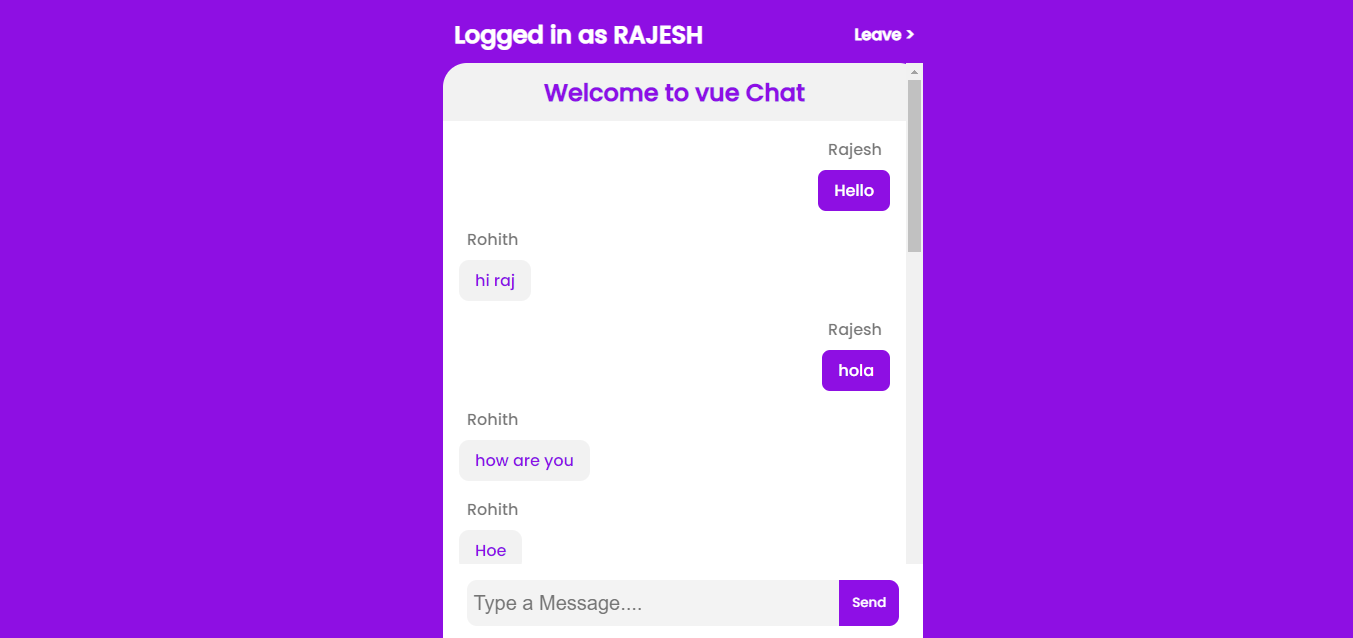 Logged in as RAJESH
Leave >
Welcome to vue Chat
Rajesh
Hello
Rohith
hi raj
Rajesh
hola
Rohith
how are you
Rohith
Hoe
Type a Message....
Send